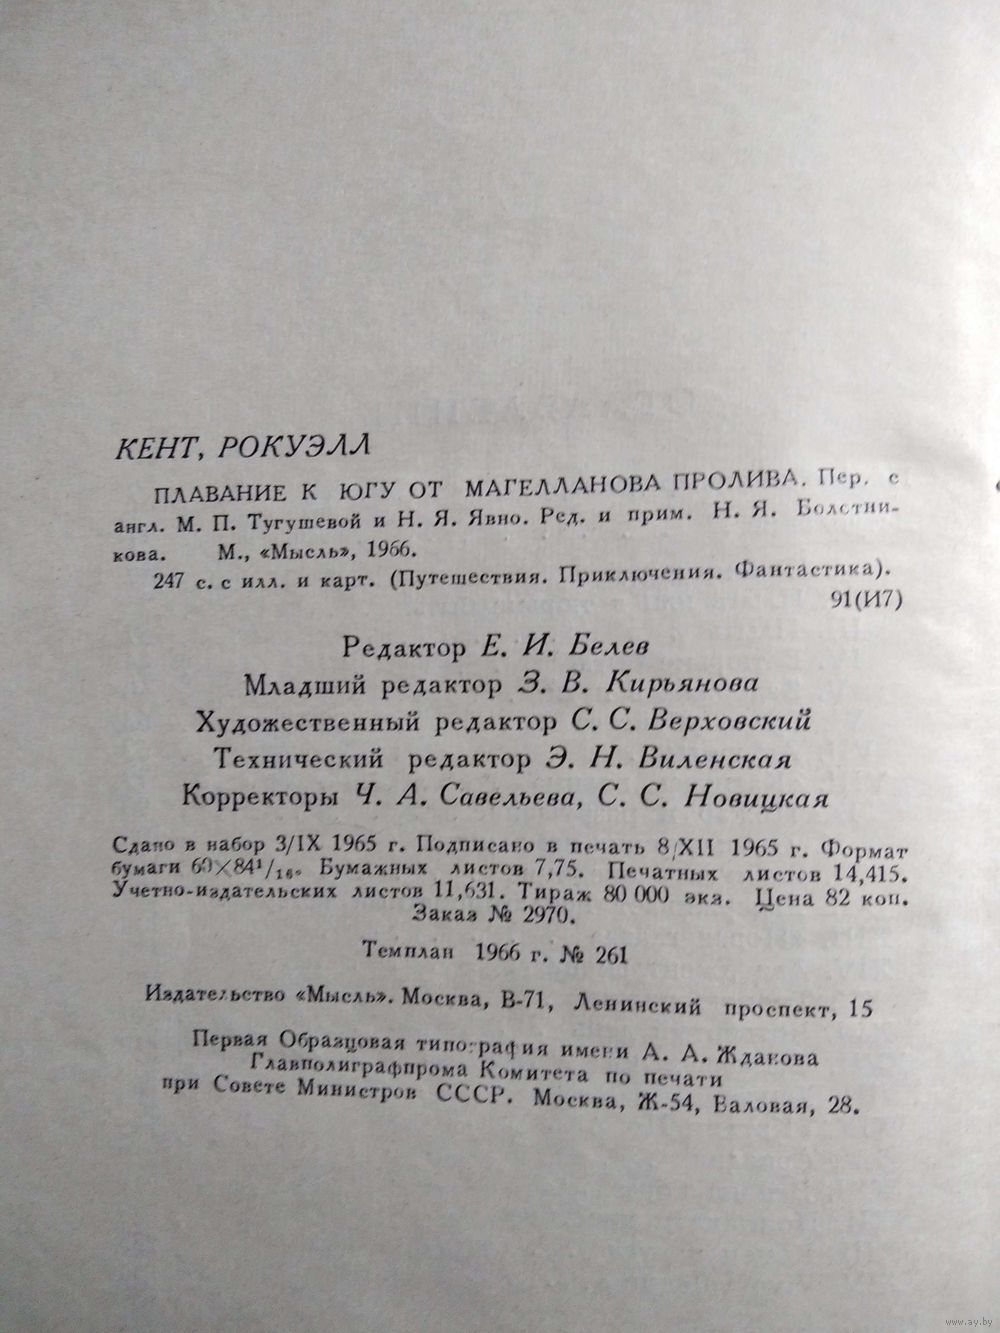 КЕНТ, РОКУЭЛЛ
ПЛАВАНИЕ К ЮГУ ОТ МАГЕЛЛАНОВА ПРОЛИВА. Пер. с
англ. М. П. Тугушевой и Н. Я. Явно. Ред. и прим. Н. Я. Болотни-
кова. М., «Мысль», 1966.
247 с. с илл. и карт. (Путешествия. Приключения. Фантастика).
91(И7)
Редактор Е. И. Белев
Младший редактор З. В. Кирьянова
Художественный редактор С. С. Верховский
Технический редактор Э. Н. Виленская
Корректоры Ч. А. Савельева, С. С. Новицкая
Сдано в набор 3/IX 1965 г. Подписано в печать 8/XII 1965 г. Формат
бумаги 60×84¹/₁₆. Бумажных листов 7,75. Печатных листов 14,415.
Учетно-издательских листов 11,631. Тираж 80 000 экз. Цена 82 коп.
Заказ № 2970.
Темплан 1966 г. № 261
Издательство «Мысль». Москва, В-71, Ленинский проспект, 15
Первая Образцовая типография имени А. А. Жданова
Главполиграфпрома Комитета по печати
при Совете Министров СССР. Москва, Ж-54, Валовая, 28.
www.ay.by